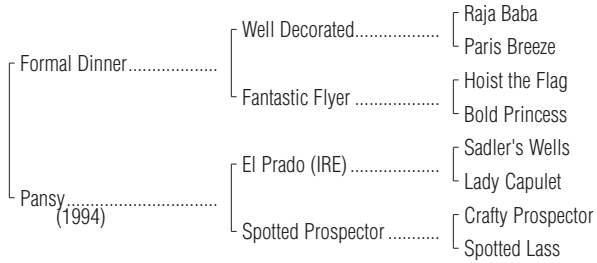 Raja Baba
Well Decorated...................
Paris Breeze
Formal Dinner....................
Hoist the Flag
Fantastic Flyer ...................
Bold Princess
Sadler's Wells
El Prado (IRE) ....................
Lady Capulet
Pansy..................................
(1994)
Crafty Prospector
Spotted Prospector ............
Spotted Lass